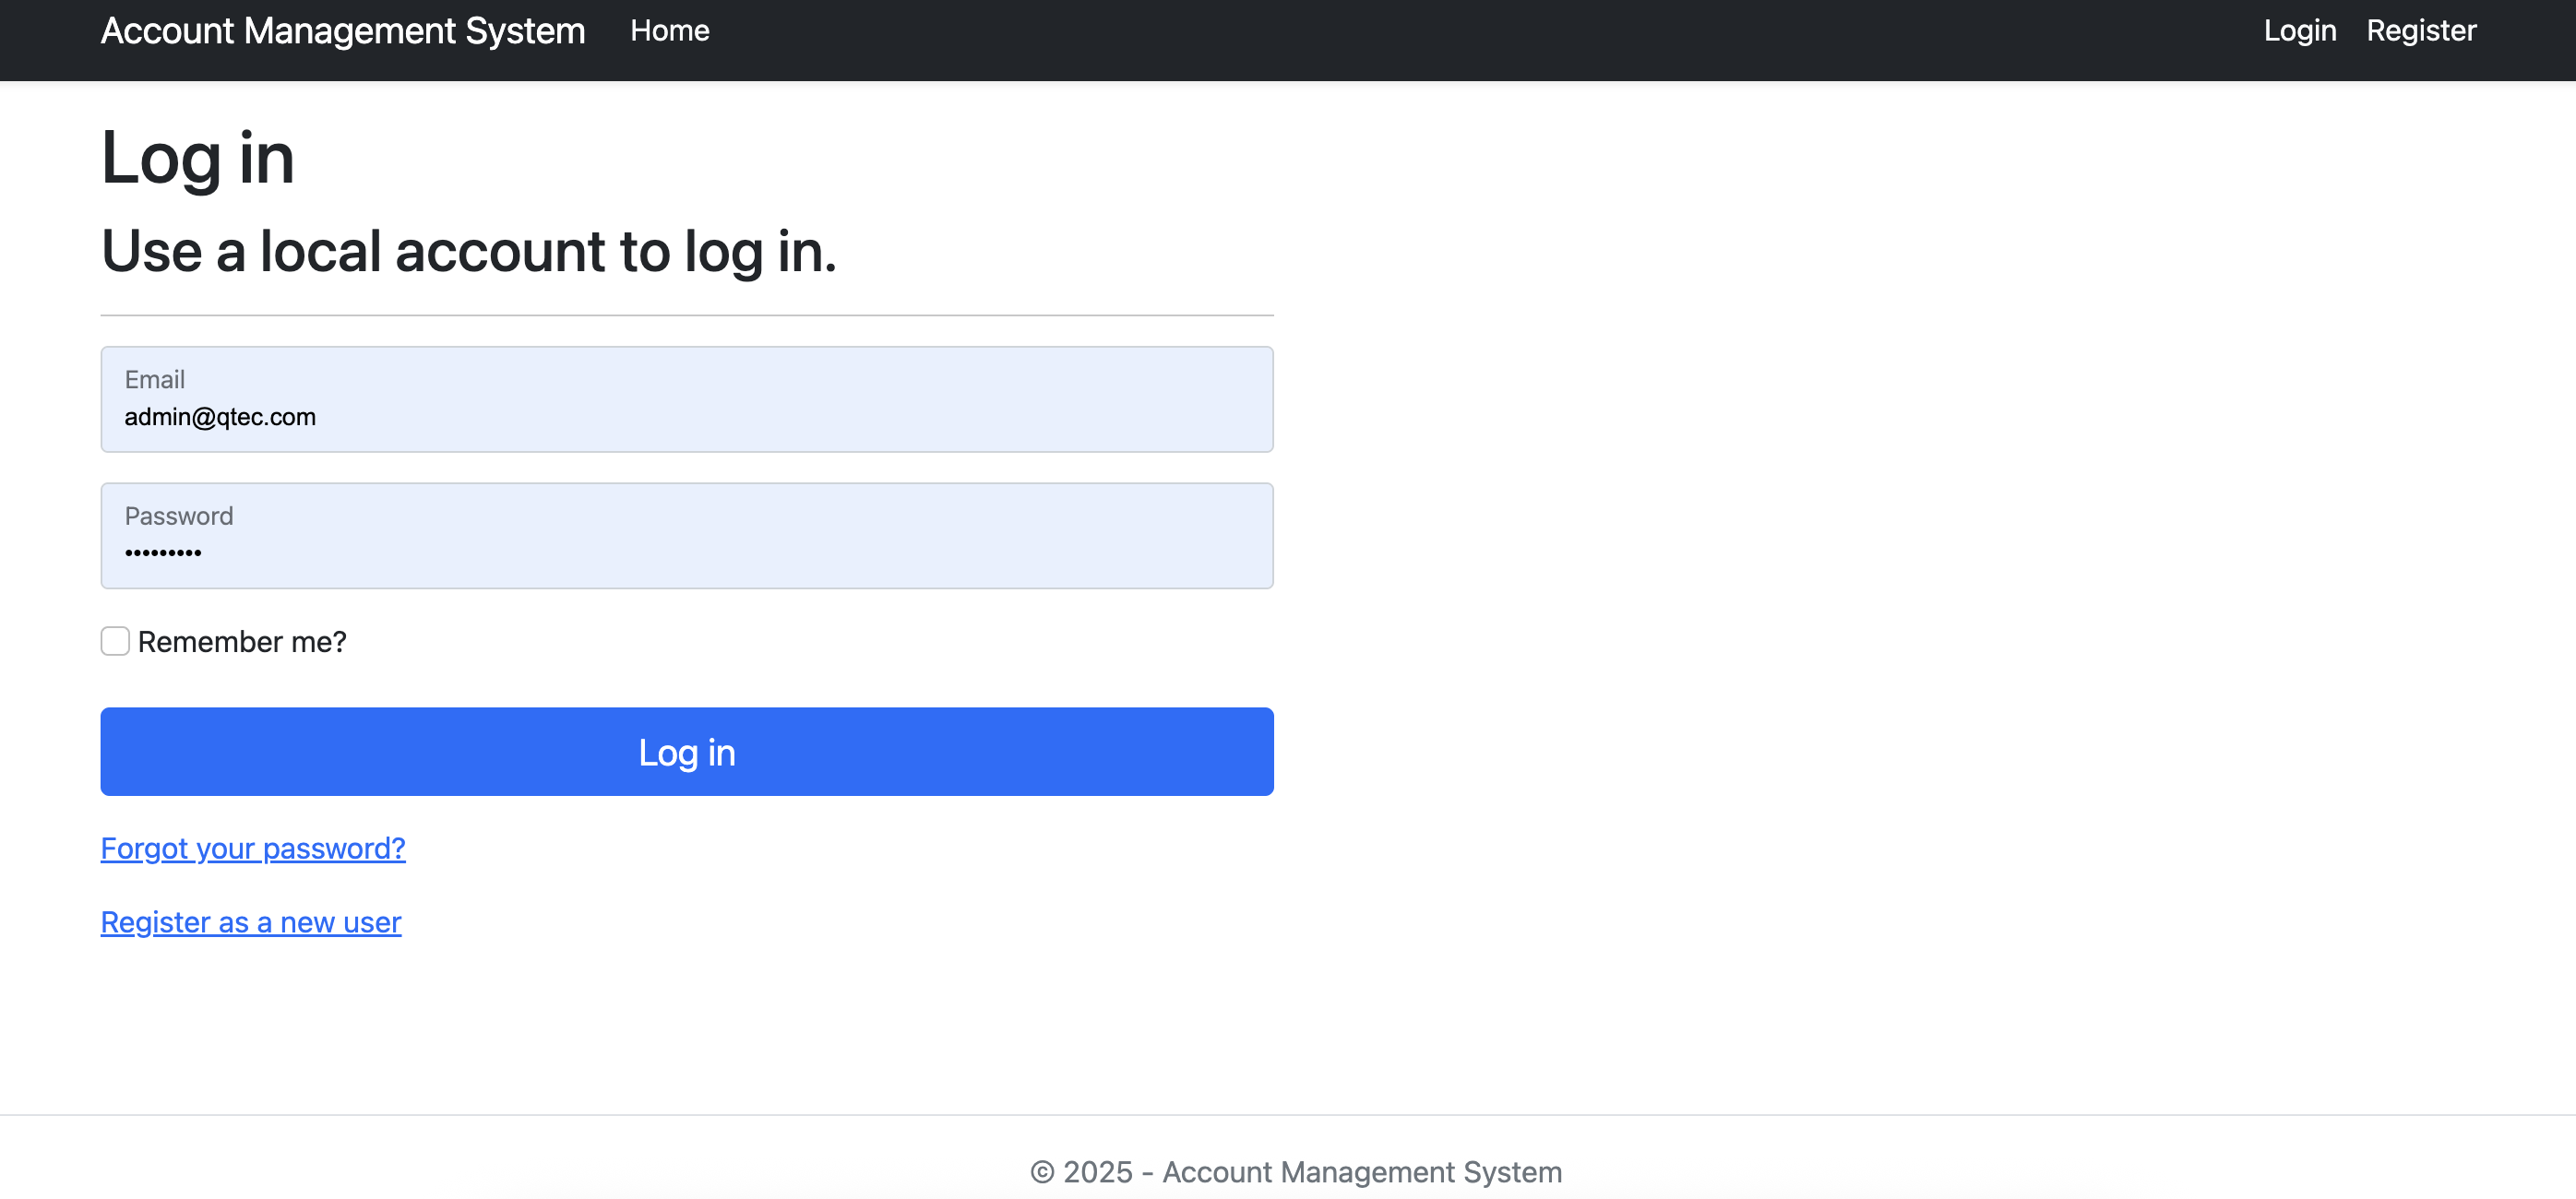 Account Management System Home Login Register
Log in
Use a local account to log in.
Email
admin@qtec.com
Password
•••••••••
Remember me?
Log in
Forgot your password?
Register as a new user
© 2025 - Account Management System